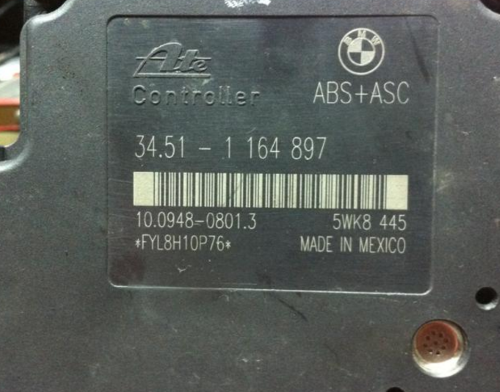 Ate
BMW
Controller
ABS+ASC
34.51 - 1 164 897
10.0948-0801.3
5WK8 445
*FYL8H10P76*
MADE IN MEXICO